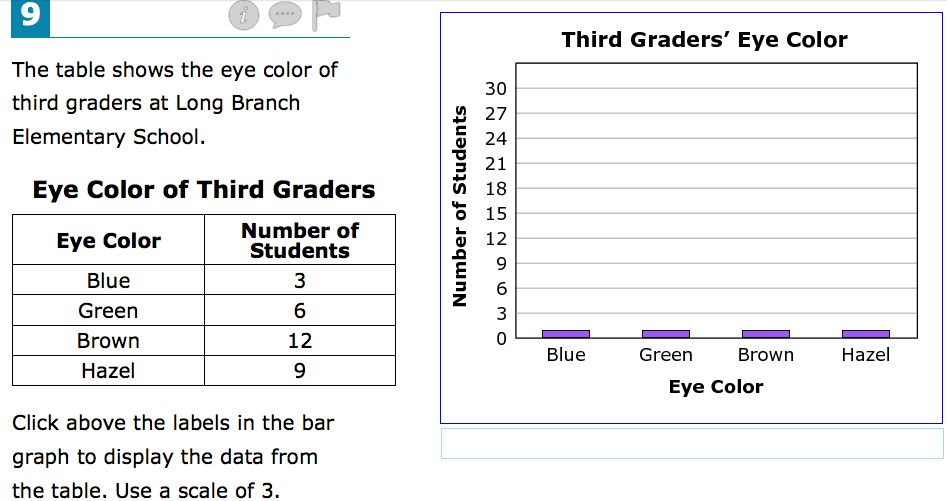 9
i
The table shows the eye color of
third graders at Long Branch
Elementary School.
Eye Color of Third Graders
Eye Color Number of
Students
Blue 3
Green 6
Brown 12
Hazel 9
Click above the labels in the bar
graph to display the data from
the table. Use a scale of 3.
Third Graders’ Eye Color
Number of Students
30
27
24
21
18
15
12
9
6
3
0
Blue Green Brown Hazel
Eye Color